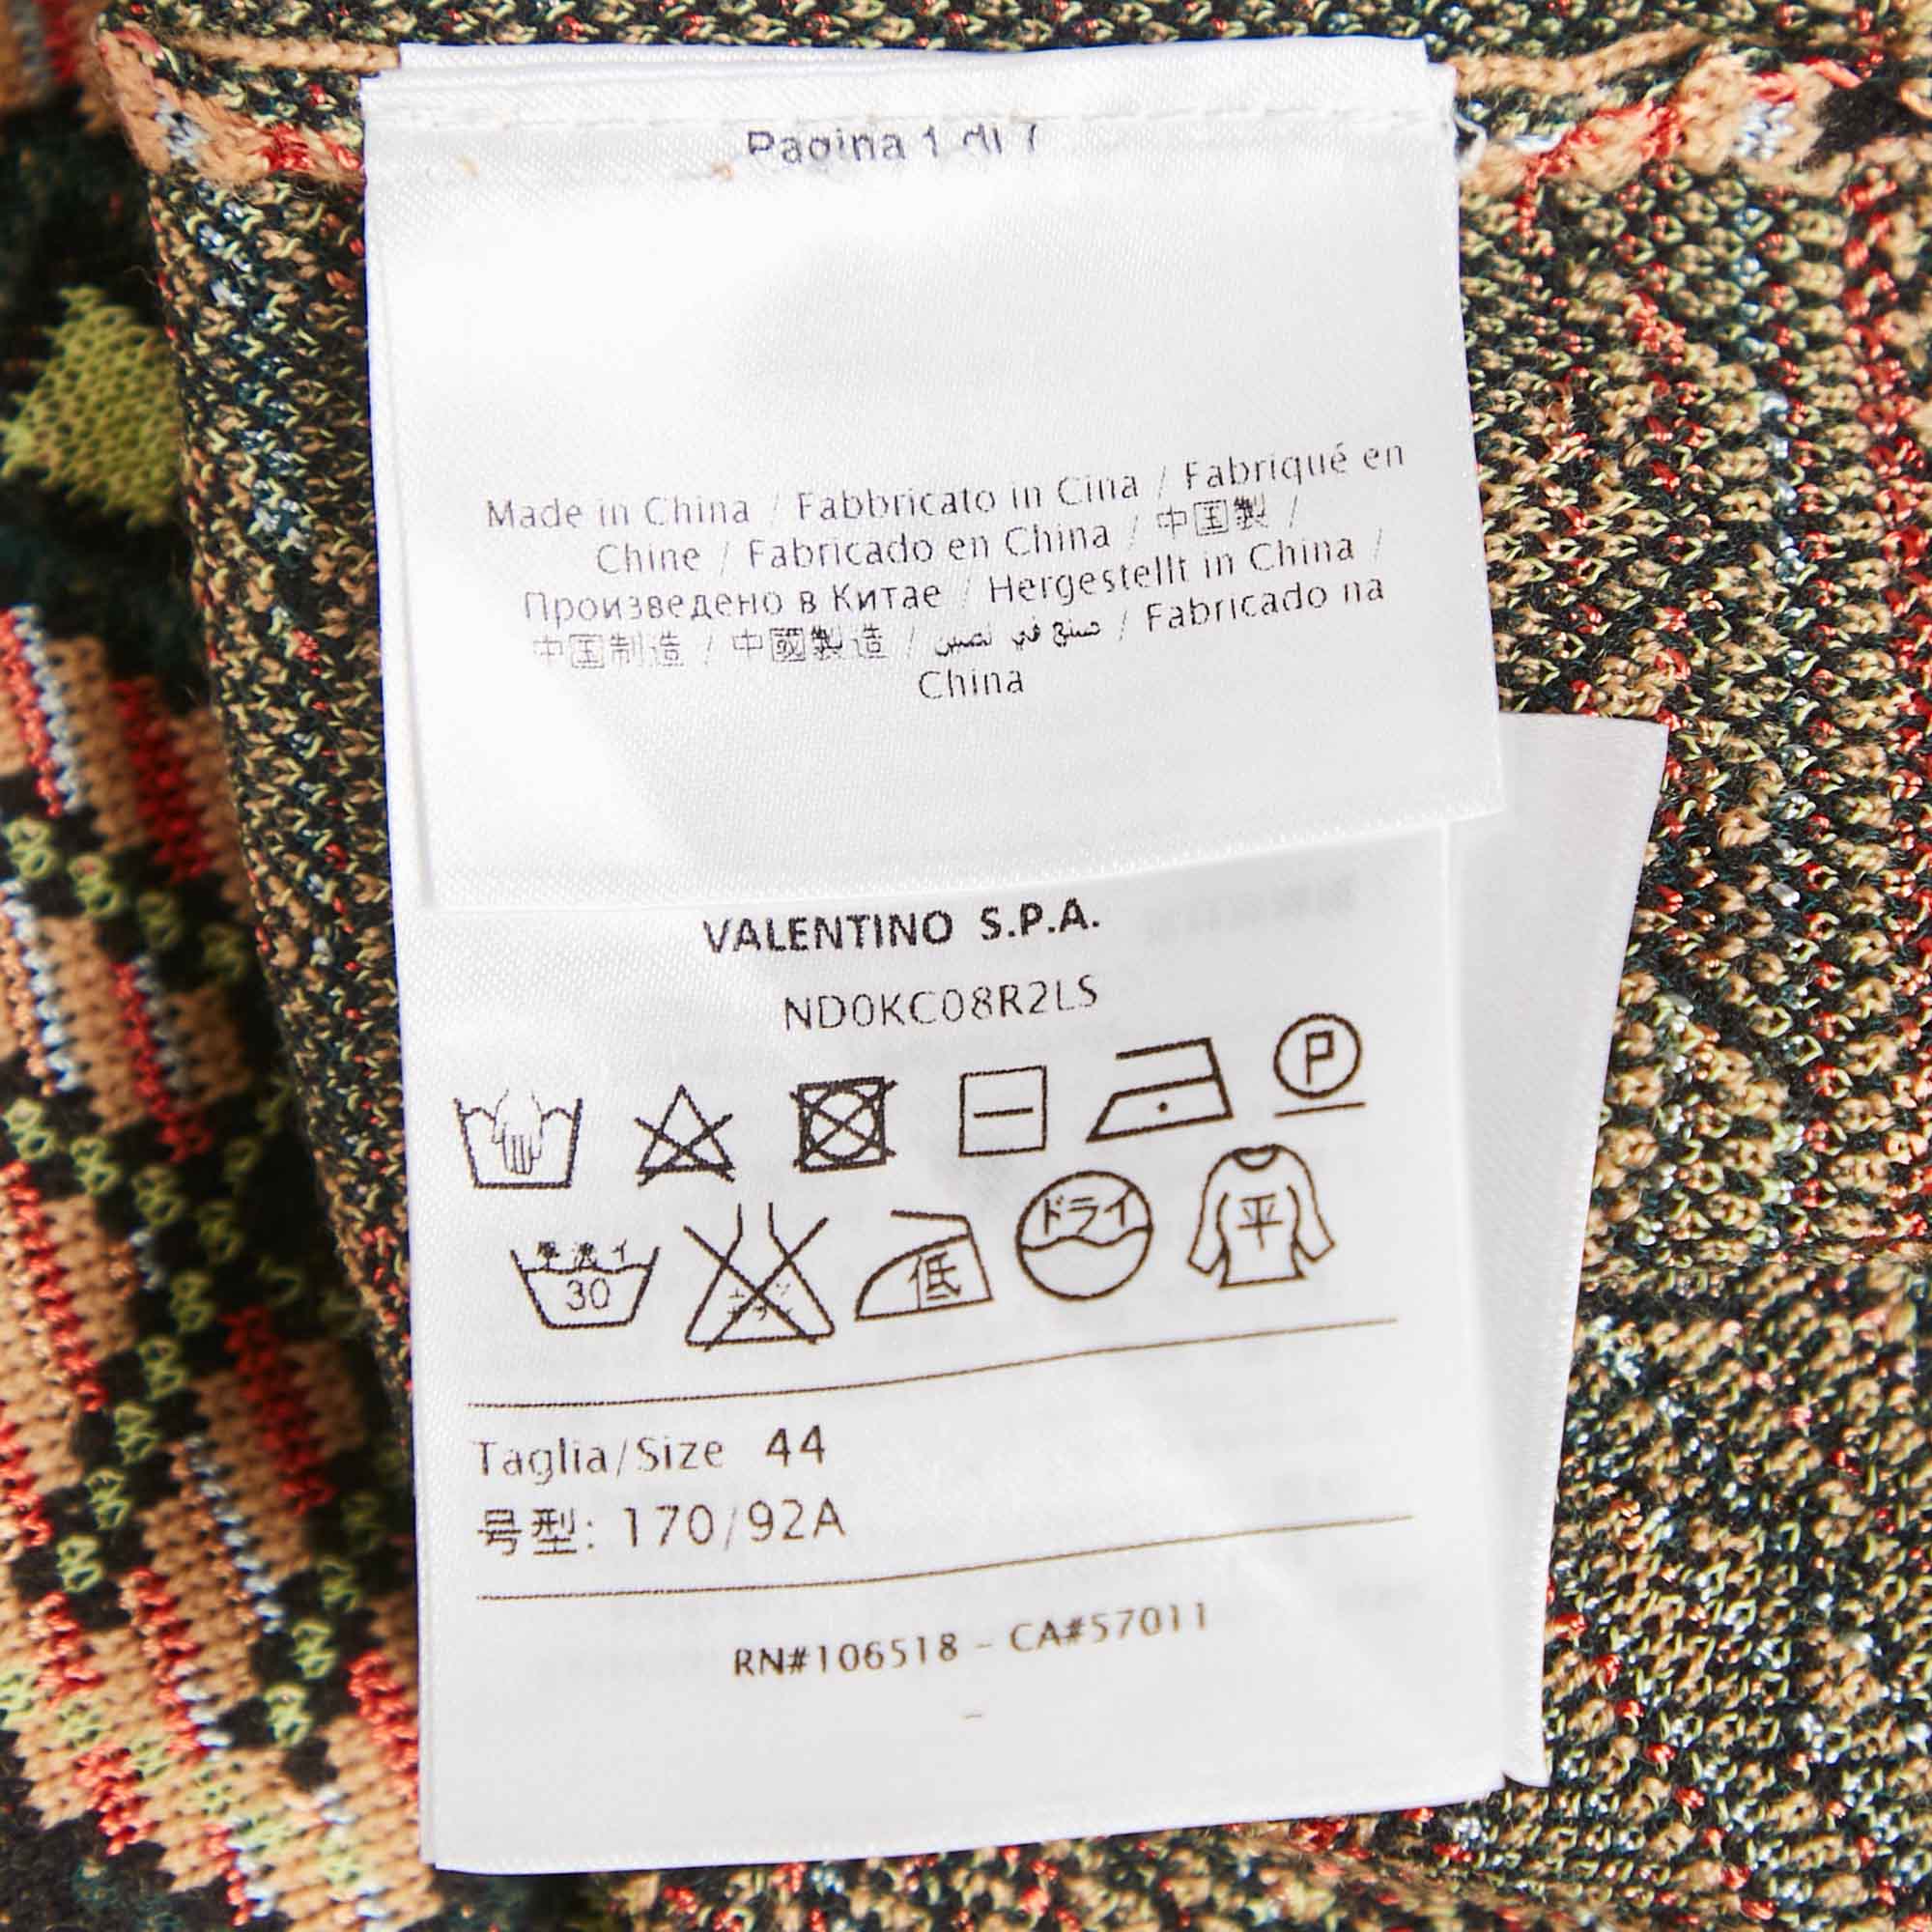 Pagina 1 di 7
Made in China / Fabbricato in Cina / Fabriqué en
Chine / Fabricado en China / 中国製 /
Произведено в Китае / Hergestellt in China /
中国制造 / 中國製造 / صنع في الصين / Fabricado na
China
VALENTINO S.P.A.
ND0KC08R2LS
P
30
低
ドライ
平
Taglia/Size 44
号型: 170/92A
RN#106518 - CA#57011
-